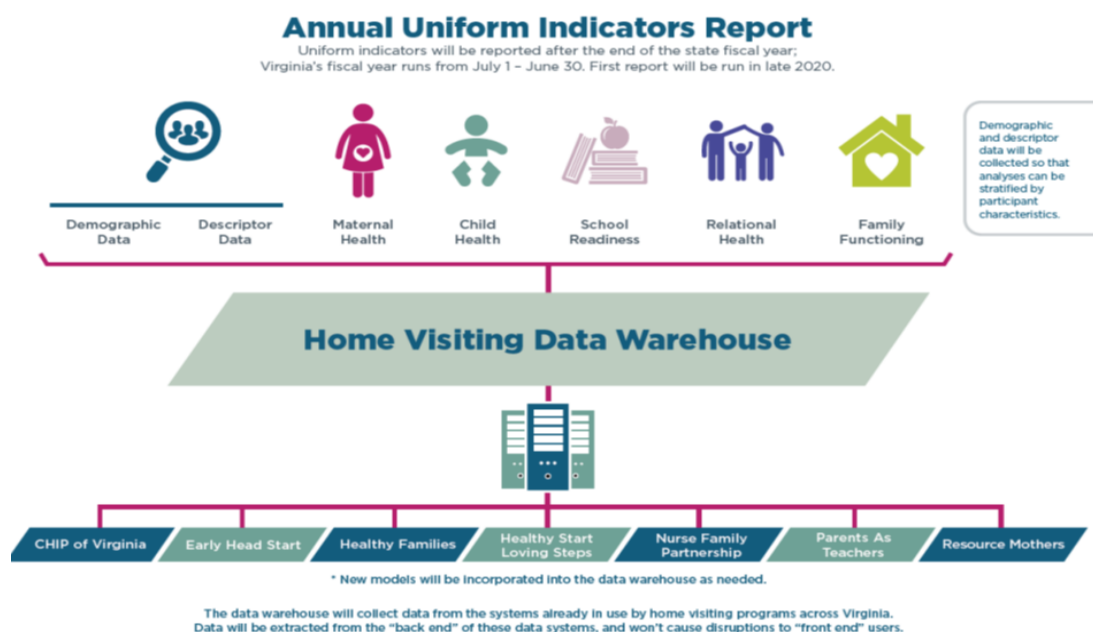 Annual Uniform Indicators Report
Uniform indicators will be reported after the end of the state fiscal year;
Virginia's fiscal year runs from July 1 – June 30. First report will be run in late 2020.
Demographic
and descriptor
data will be
collected so that
analyses can be
stratified by
participant
characteristics.
Demographic
Data
Descriptor
Data
Maternal
Health
Child
Health
School
Readiness
Relational
Health
Family
Functioning
Home Visiting Data Warehouse
CHIP of Virginia
Early Head Start
Healthy Families
Healthy Start
Loving Steps
Nurse Family
Partnership
Parents As
Teachers
Resource Mothers
* New models will be incorporated into the data warehouse as needed.
The data warehouse will collect data from the systems already in use by home visiting programs across Virginia.
Data will be extracted from the “back end” of these data systems, and won't cause disruptions to “front end” users.